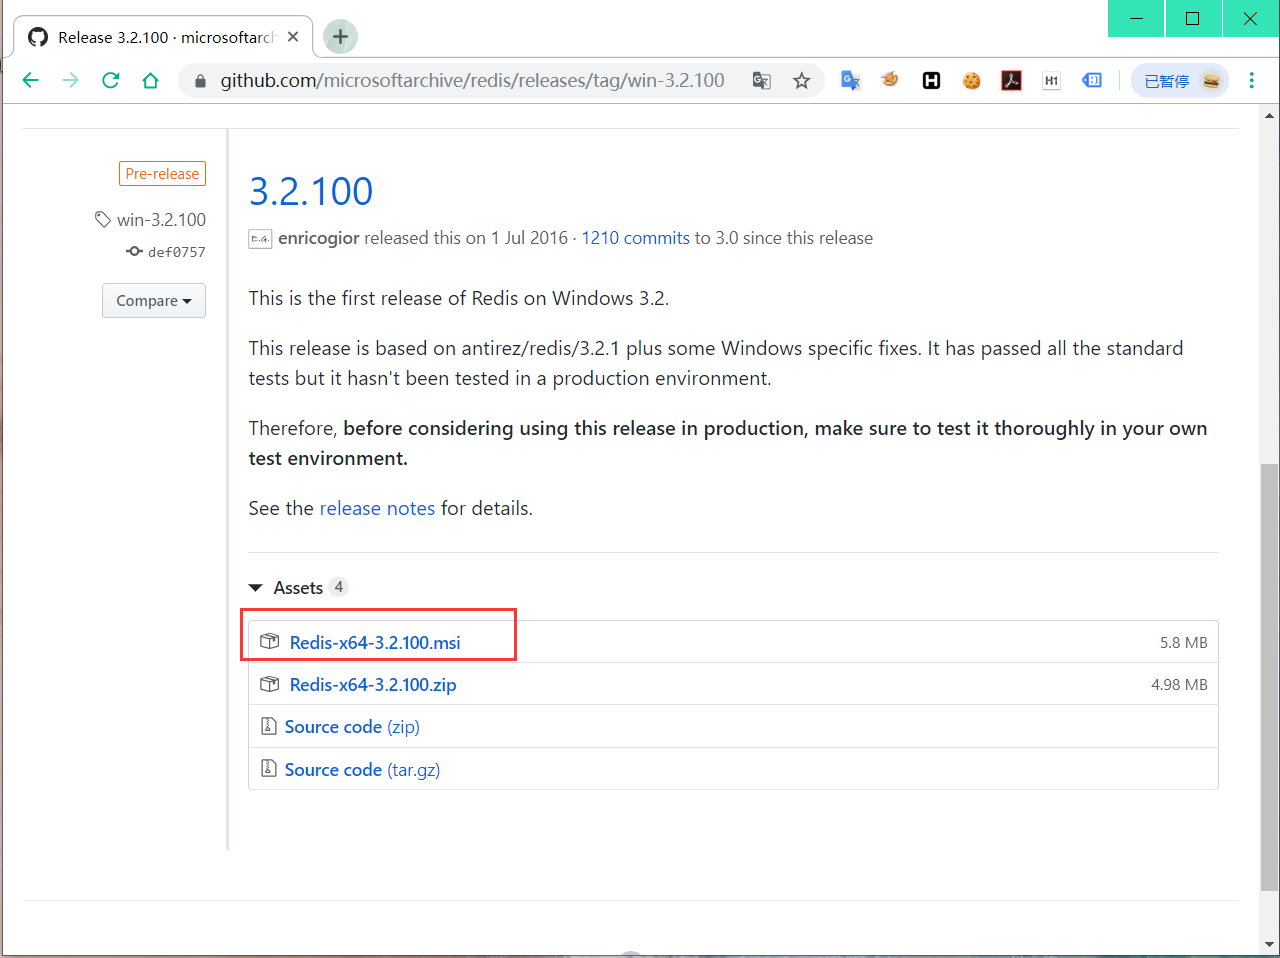 Release 3.2.100 · microsoftarch
github.com/microsoftarchive/redis/releases/tag/win-3.2.100
H1
已暂停
Pre-release
win-3.2.100
def0757
Compare
3.2.100
enricogior released this on 1 Jul 2016 · 1210 commits to 3.0 since this release
This is the first release of Redis on Windows 3.2.
This release is based on antirez/redis/3.2.1 plus some Windows specific fixes. It has passed all the standard
tests but it hasn't been tested in a production environment.
Therefore, before considering using this release in production, make sure to test it thoroughly in your own
test environment.
See the release notes for details.
Assets 4
Redis-x64-3.2.100.msi 5.8 MB
Redis-x64-3.2.100.zip 4.98 MB
Source code (zip)
Source code (tar.gz)